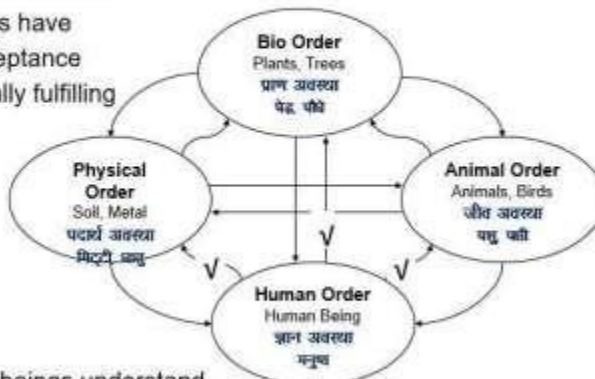 s have
eptance
ally fulfilling
Bio Order
Plants, Trees
प्राण अवस्था
पेड़ पौधे
Physical
Order
Soil, Metal
पदार्थ अवस्था
मिट्टी धातु
Animal Order
Animals, Birds
जीव अवस्था
पशु पक्षी
√
√
√
Human Order
Human Being
ज्ञान अवस्था
मनुष्य
beings understand